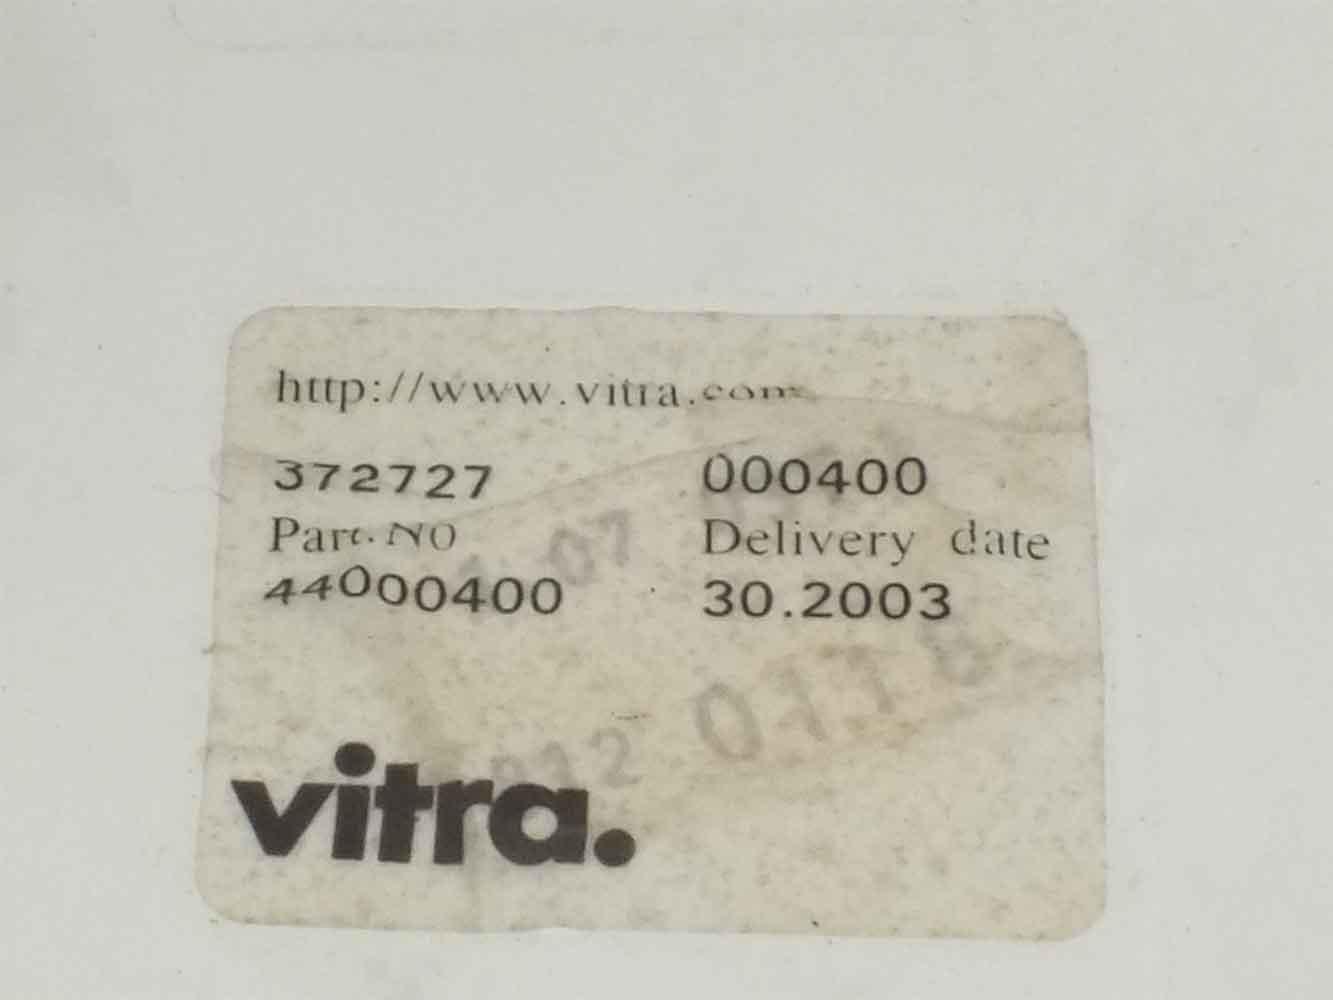 http://www.vitra.com
372727 000400
Part.No Delivery date
44000400 30.2003
vitra.